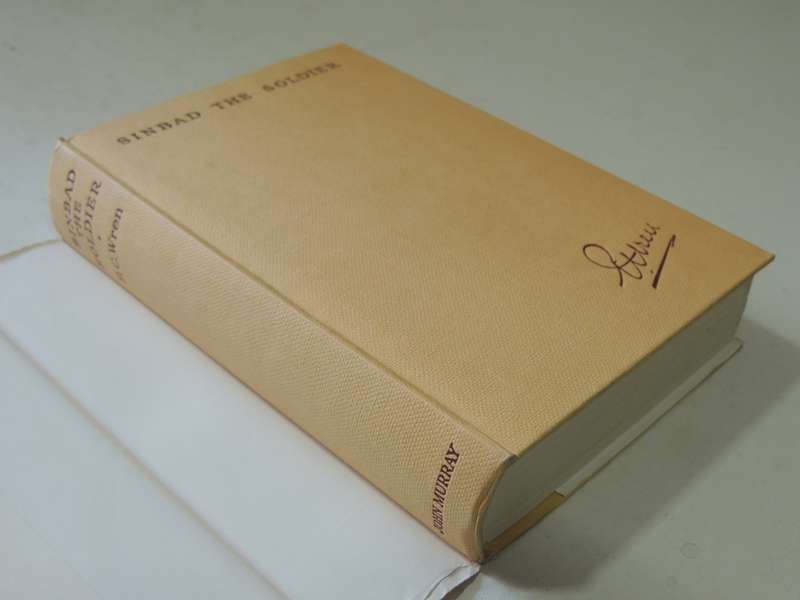 SINBAD THE SOLDIER
SINBAD
THE
SOLDIER
P. C. Wren
JOHN MURRAY